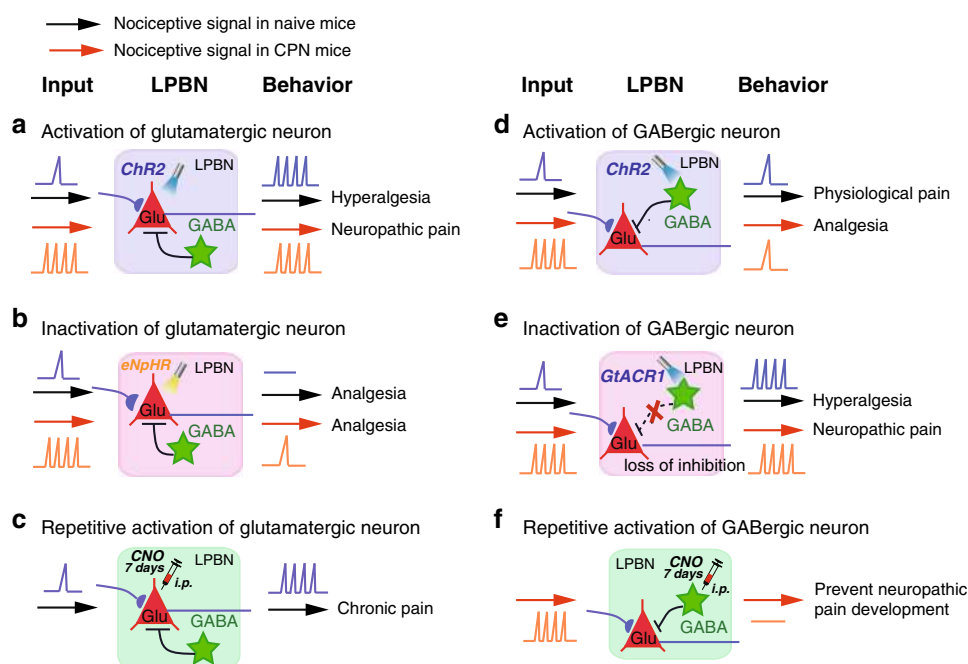 Nociceptive signal in naive mice
Nociceptive signal in CPN mice
Input LPBN Behavior
a Activation of glutamatergic neuron
ChR2 LPBN
Glu
GABA
Hyperalgesia
Neuropathic pain
b Inactivation of glutamatergic neuron
eNpHR LPBN
Glu
GABA
Analgesia
Analgesia
c Repetitive activation of glutamatergic neuron
CNO LPBN
7 days
i.p.
Glu
GABA
Chronic pain
Input LPBN Behavior
d Activation of GABergic neuron
ChR2 LPBN
GABA
Glu
Physiological pain
Analgesia
e Inactivation of GABergic neuron
LPBN
GtACR1
GABA
Glu
loss of inhibition
Hyperalgesia
Neuropathic pain
f Repetitive activation of GABergic neuron
LPBN CNO
7 days
i.p.
GABA
Glu
Prevent neuropathic
pain development